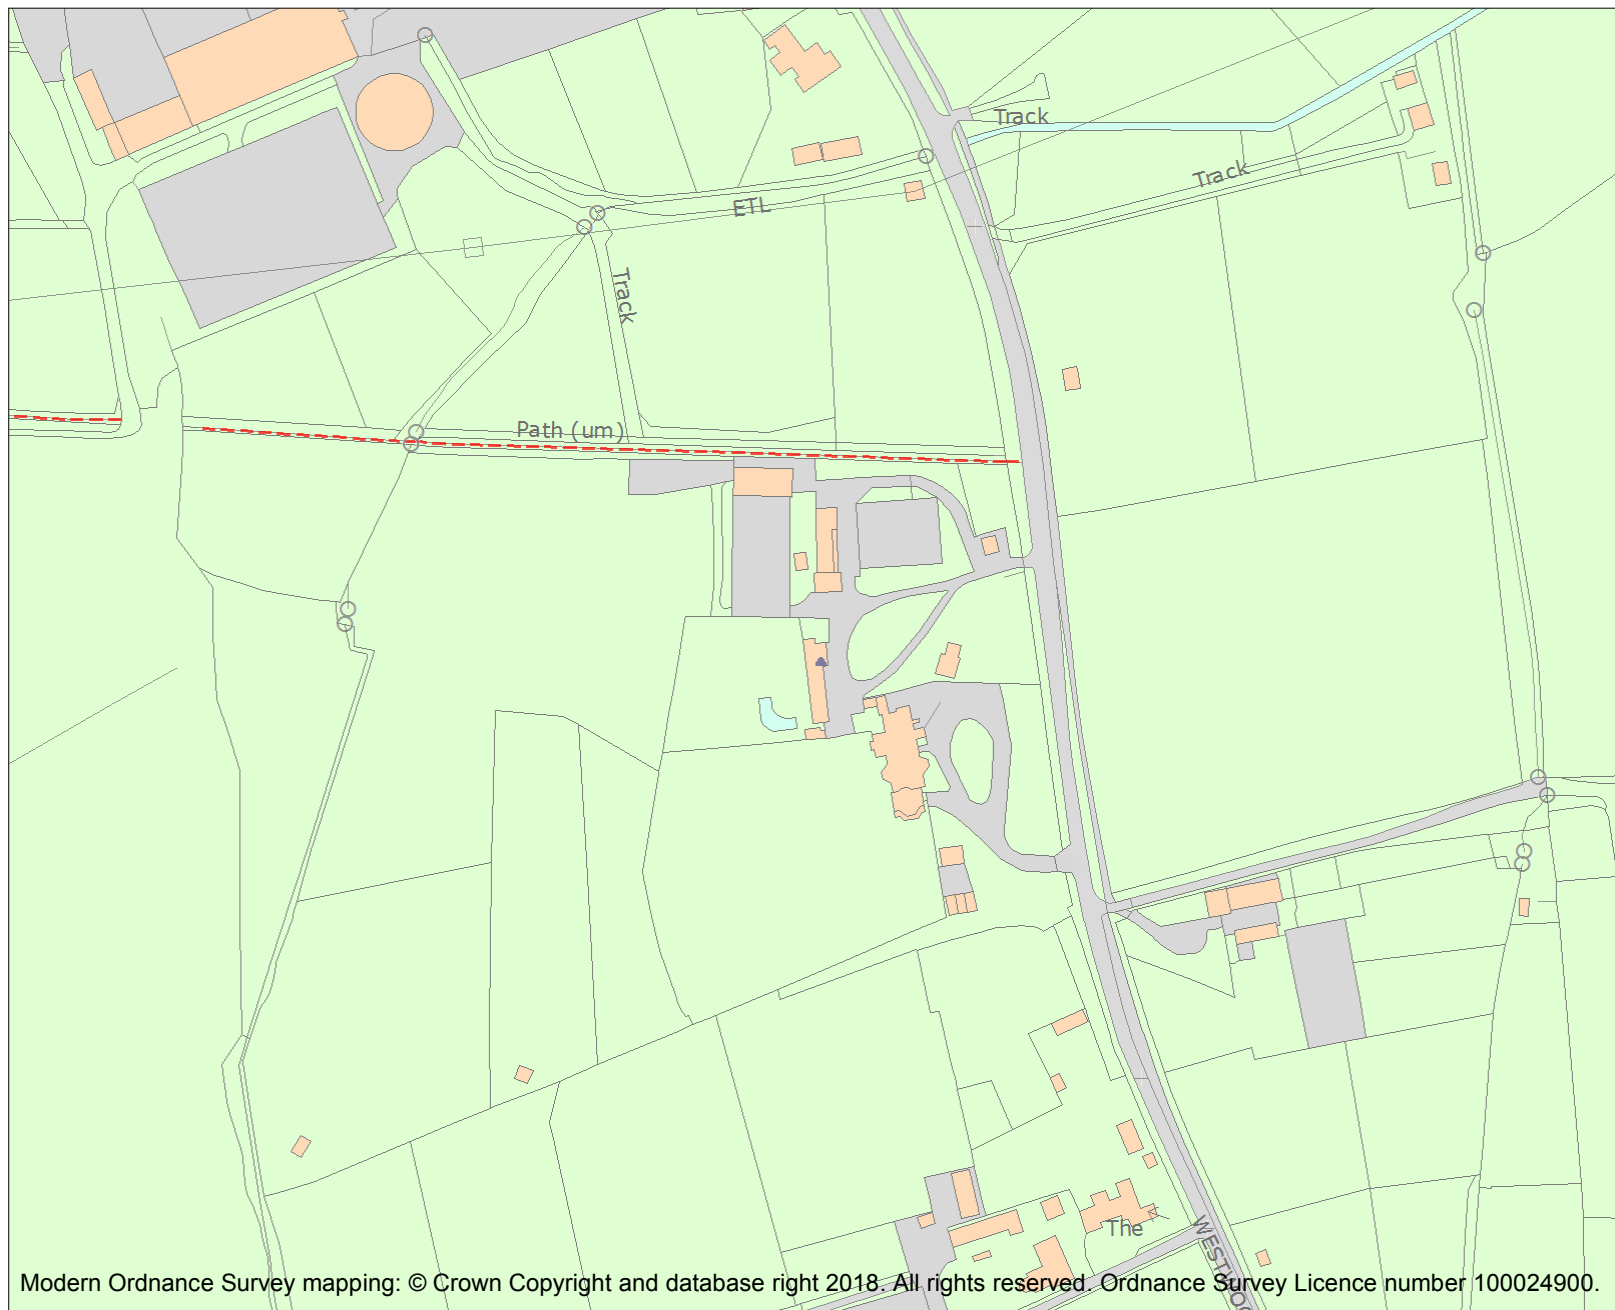 Track
Track
ETL
Track
Path (um)
The
WESTWOO
Modern Ordnance Survey mapping: © Crown Copyright and database right 2018. All rights reserved. Ordnance Survey Licence number 100024900.